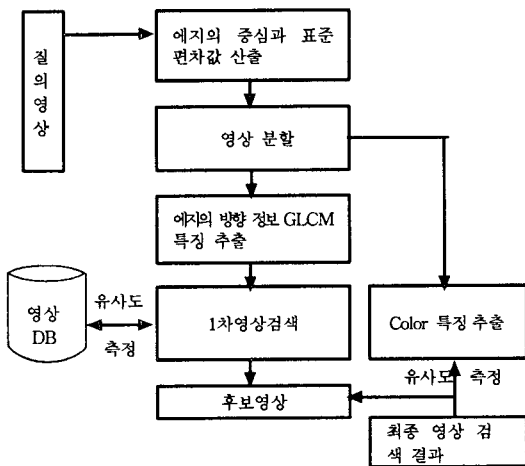 질의영상
에지의 중심과 표준
편차값 산출
영상 분할
에지의 방향 정보 GLCM
특징 추출
영상
DB
유사도
측정
1차영상검색
Color 특징 추출
유사도 측정
후보영상
최종 영상 검
색 결과